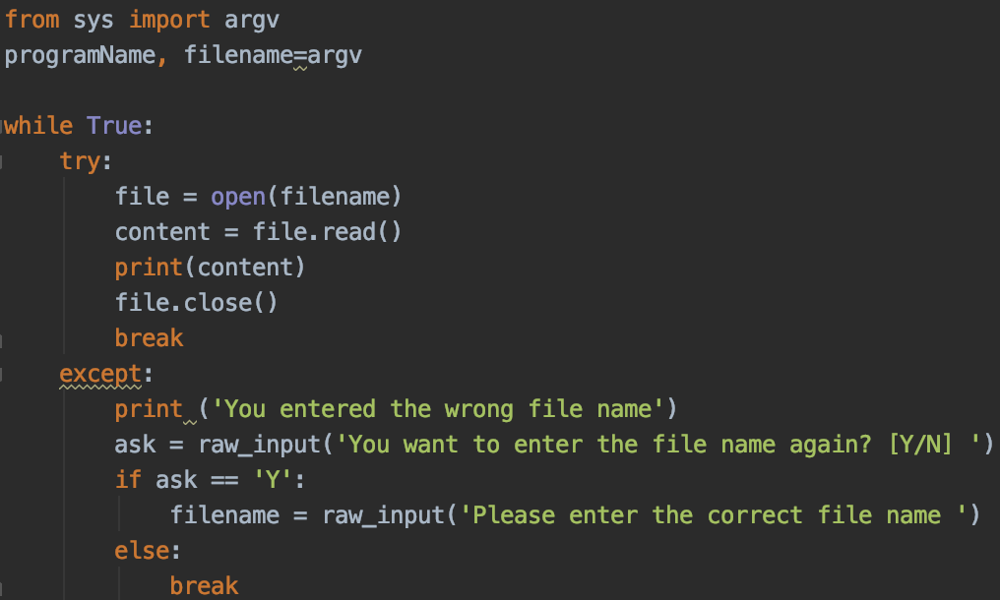 from sys import argv
programName, filename=argv

while True:
    try:
        file = open(filename)
        content = file.read()
        print(content)
        file.close()
        break
    except:
        print ('You entered the wrong file name')
        ask = raw_input('You want to enter the file name again? [Y/N] ')
        if ask == 'Y':
            filename = raw_input('Please enter the correct file name ')
        else:
            break